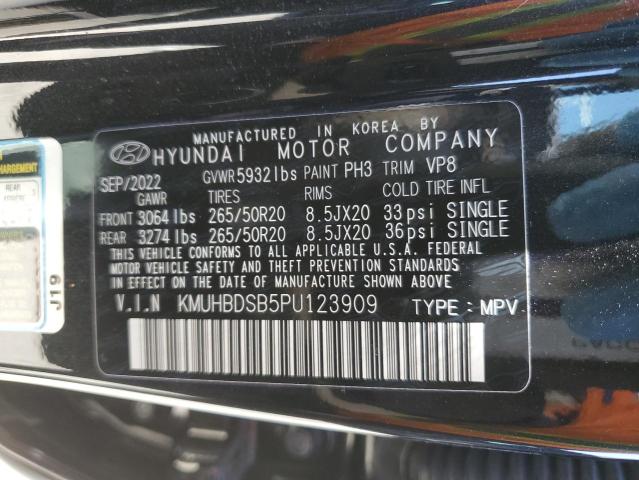 MANUFACTURED IN KOREA BY
HYUNDAI MOTOR COMPANY
SEP/2022 GVWR5932lbs PAINT PH3 TRIM VP8
GAWR TIRES RIMS COLD TIRE INFL
FRONT 3064lbs 265/50R20 8.5JX20 33psi SINGLE
REAR 3274lbs 265/50R20 8.5JX20 36psi SINGLE
THIS VEHICLE CONFORMS TO ALL APPLICABLE U.S.A. FEDERAL
MOTOR VEHICLE SAFETY AND THEFT PREVENTION STANDARDS
IN EFFECT ON THE DATE OF MANUFACTURE SHOWN ABOVE.
V.I.N KMUHBDSB5PU123909 TYPE: MPV
J19